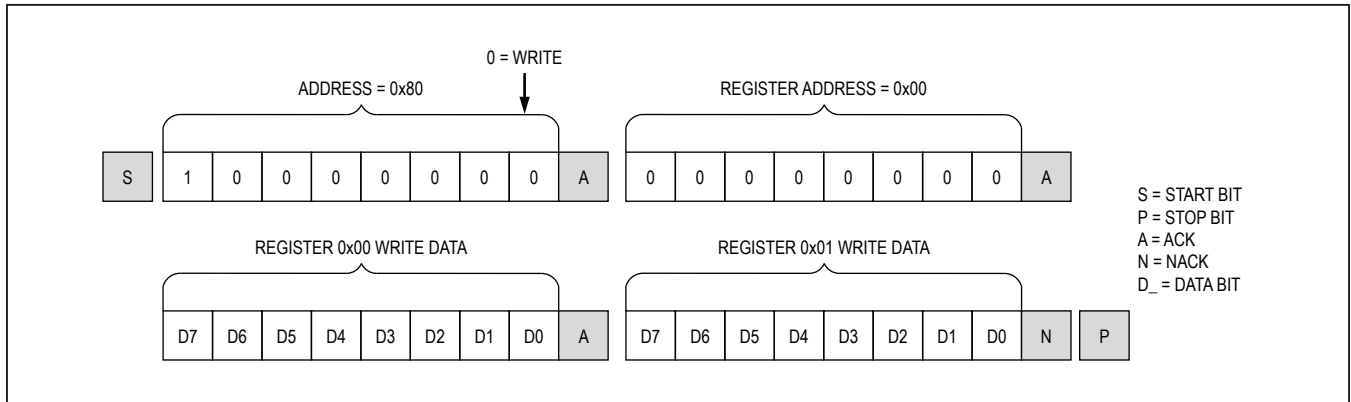 0 = WRITE
ADDRESS = 0x80
REGISTER ADDRESS = 0x00
S 1 0 0 0 0 0 0 0 A 0 0 0 0 0 0 0 0 A
REGISTER 0x00 WRITE DATA
REGISTER 0x01 WRITE DATA
D7 D6 D5 D4 D3 D2 D1 D0 A D7 D6 D5 D4 D3 D2 D1 D0 N P
S = START BIT
P = STOP BIT
A = ACK
N = NACK
D_ = DATA BIT